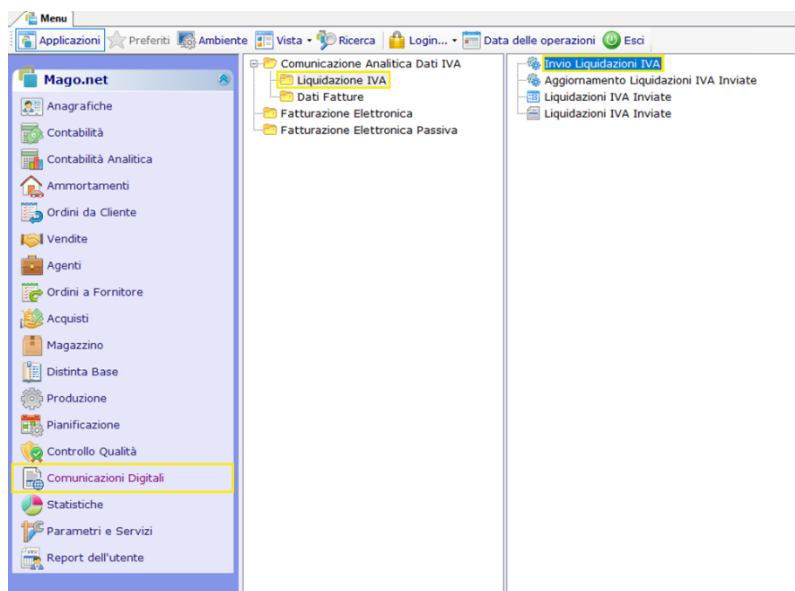 Menu
Applicazioni Preferiti Ambiente Vista Ricerca Login... Data delle operazioni Esci
Mago.net
Anagrafiche
Contabilità
Contabilità Analitica
Ammortamenti
Ordini da Cliente
Vendite
Agenti
Ordini a Fornitore
Acquisti
Magazzino
Distinta Base
Produzione
Pianificazione
Controllo Qualità
Comunicazioni Digitali
Statistiche
Parametri e Servizi
Report dell'utente
Comunicazione Analitica Dati IVA
Liquidazione IVA
Dati Fatture
Fatturazione Elettronica
Fatturazione Elettronica Passiva
Invio Liquidazioni IVA
Aggiornamento Liquidazioni IVA Inviate
Liquidazioni IVA Inviate
Liquidazioni IVA Inviate